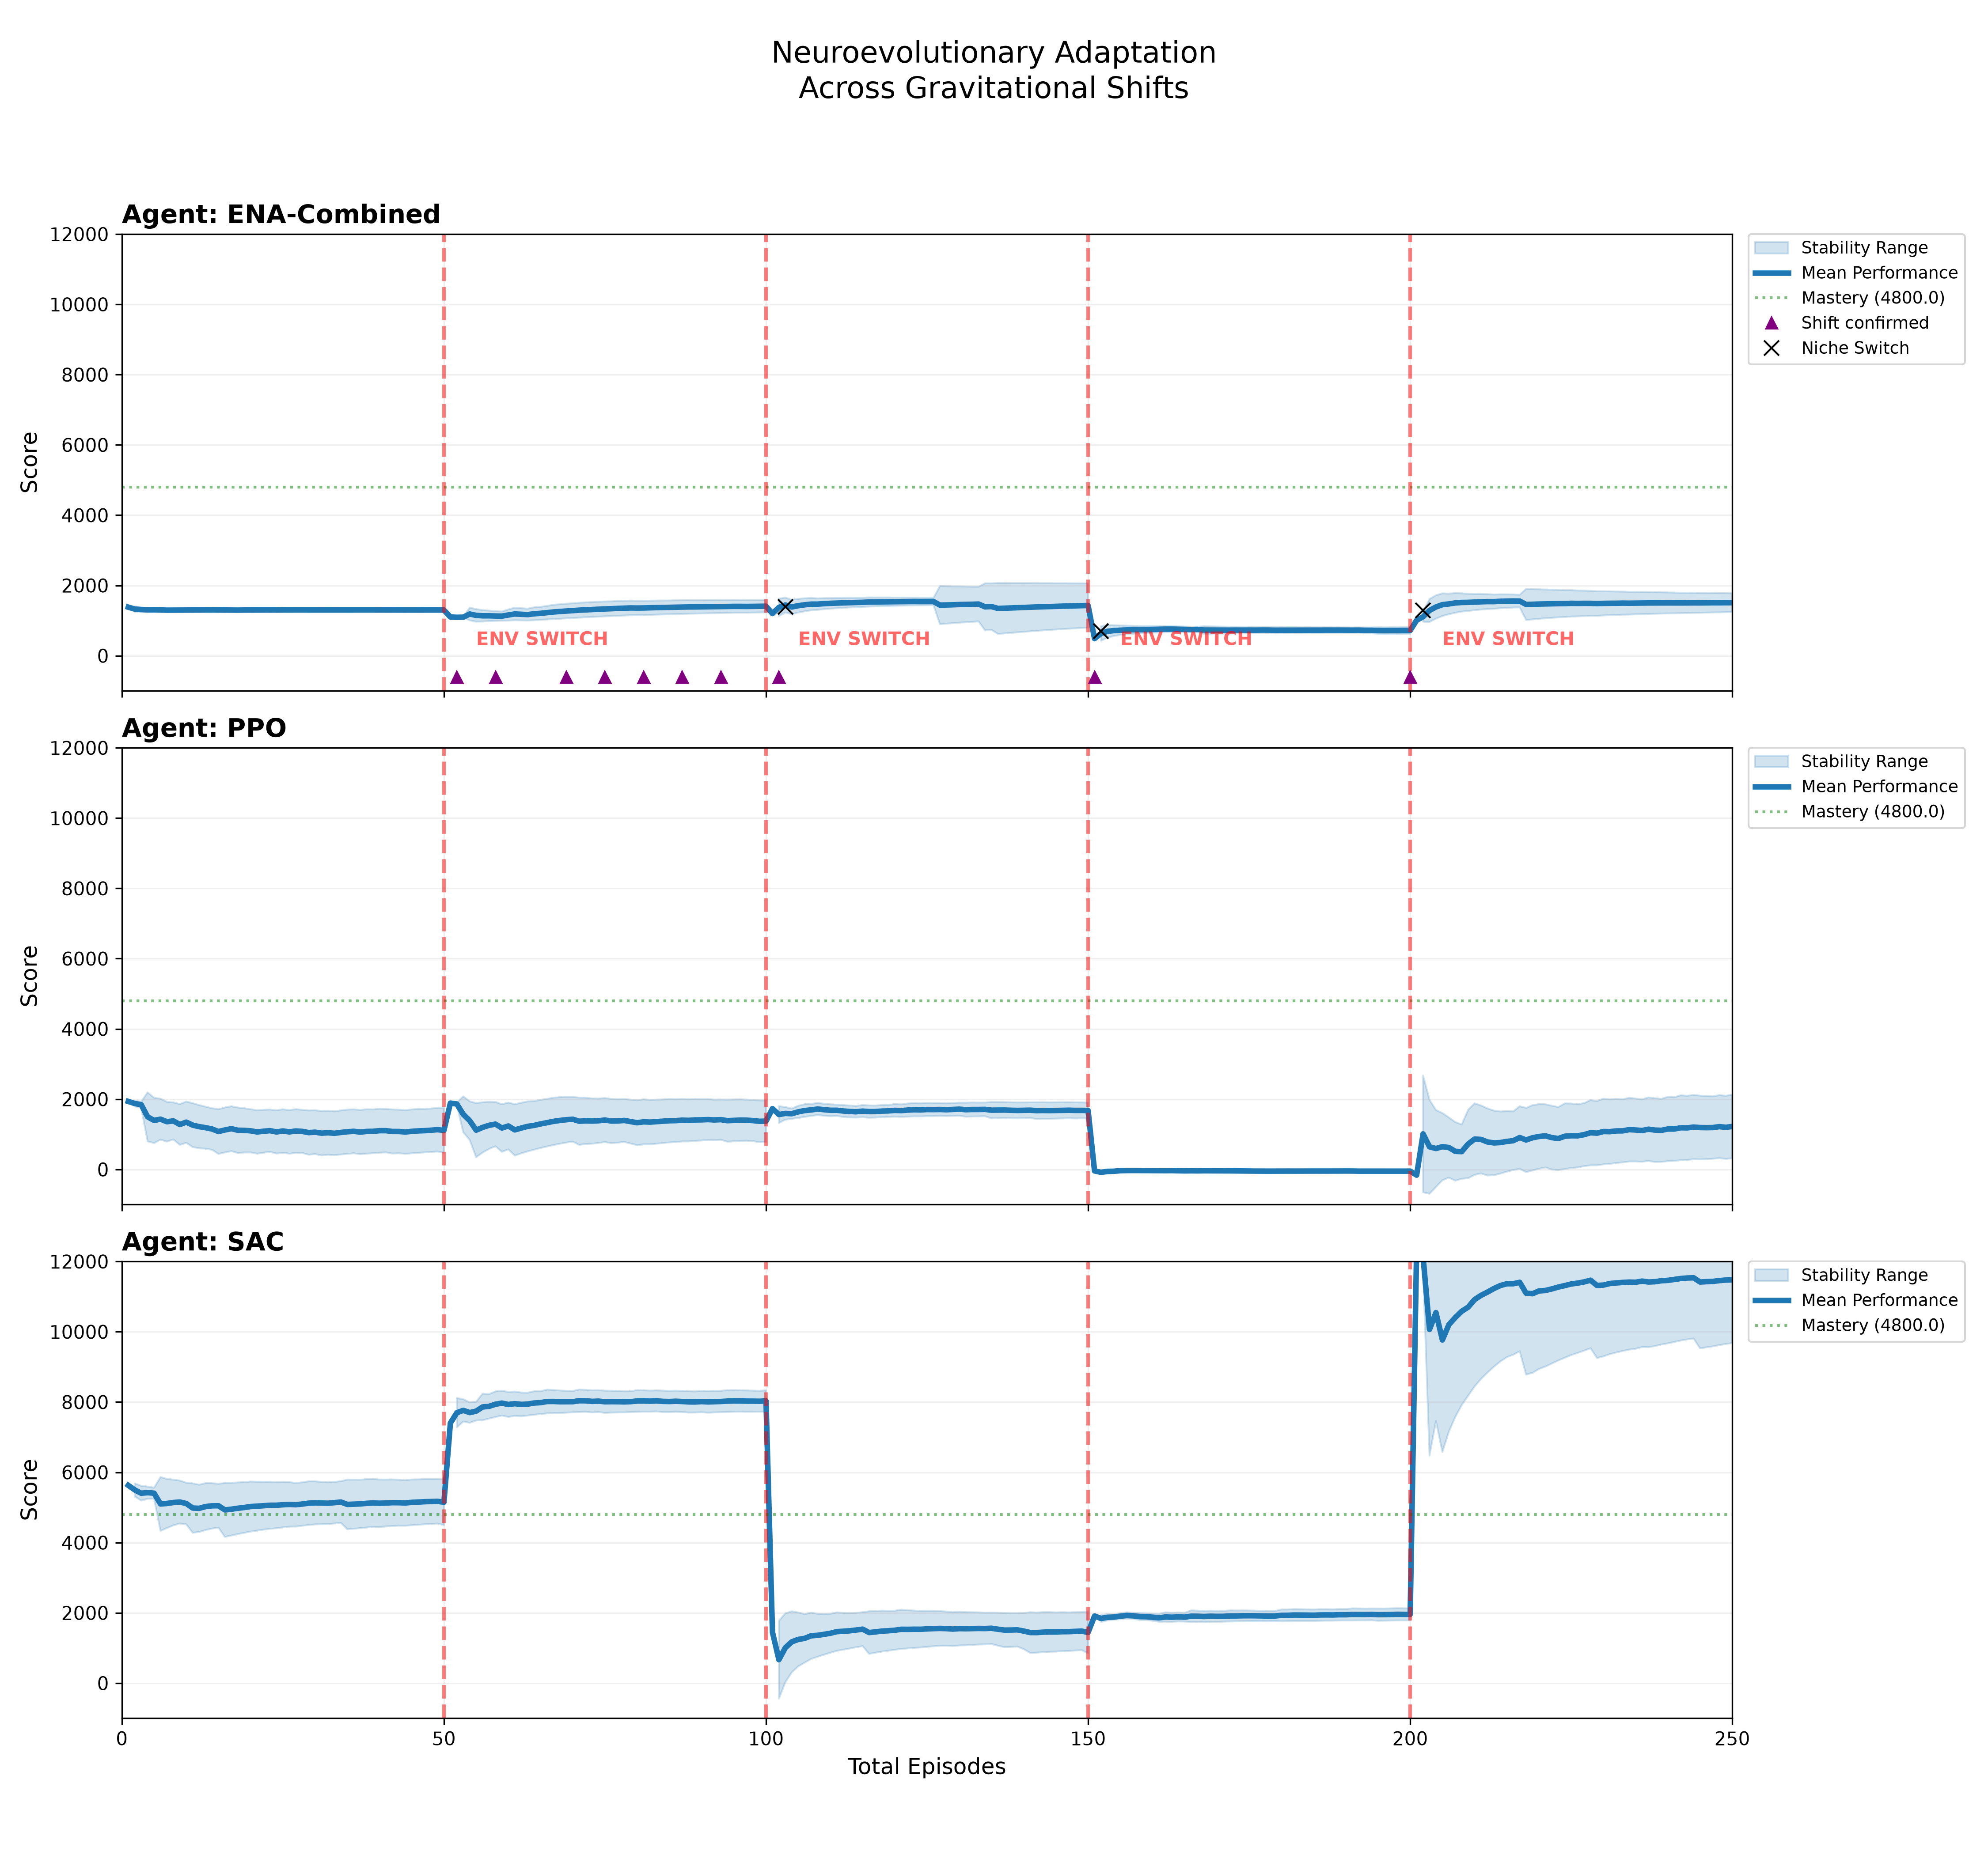 Neuroevolutionary Adaptation
Across Gravitational Shifts
Agent: ENA-Combined
12000
10000
8000
6000
4000
2000
0
Score
ENV SWITCH
ENV SWITCH
ENV SWITCH
ENV SWITCH
Stability Range
Mean Performance
Mastery (4800.0)
Shift confirmed
Niche Switch
Agent: PPO
12000
10000
8000
6000
4000
2000
0
Score
Stability Range
Mean Performance
Mastery (4800.0)
Agent: SAC
12000
10000
8000
6000
4000
2000
0
Score
Stability Range
Mean Performance
Mastery (4800.0)
0
50
100
150
200
250
Total Episodes